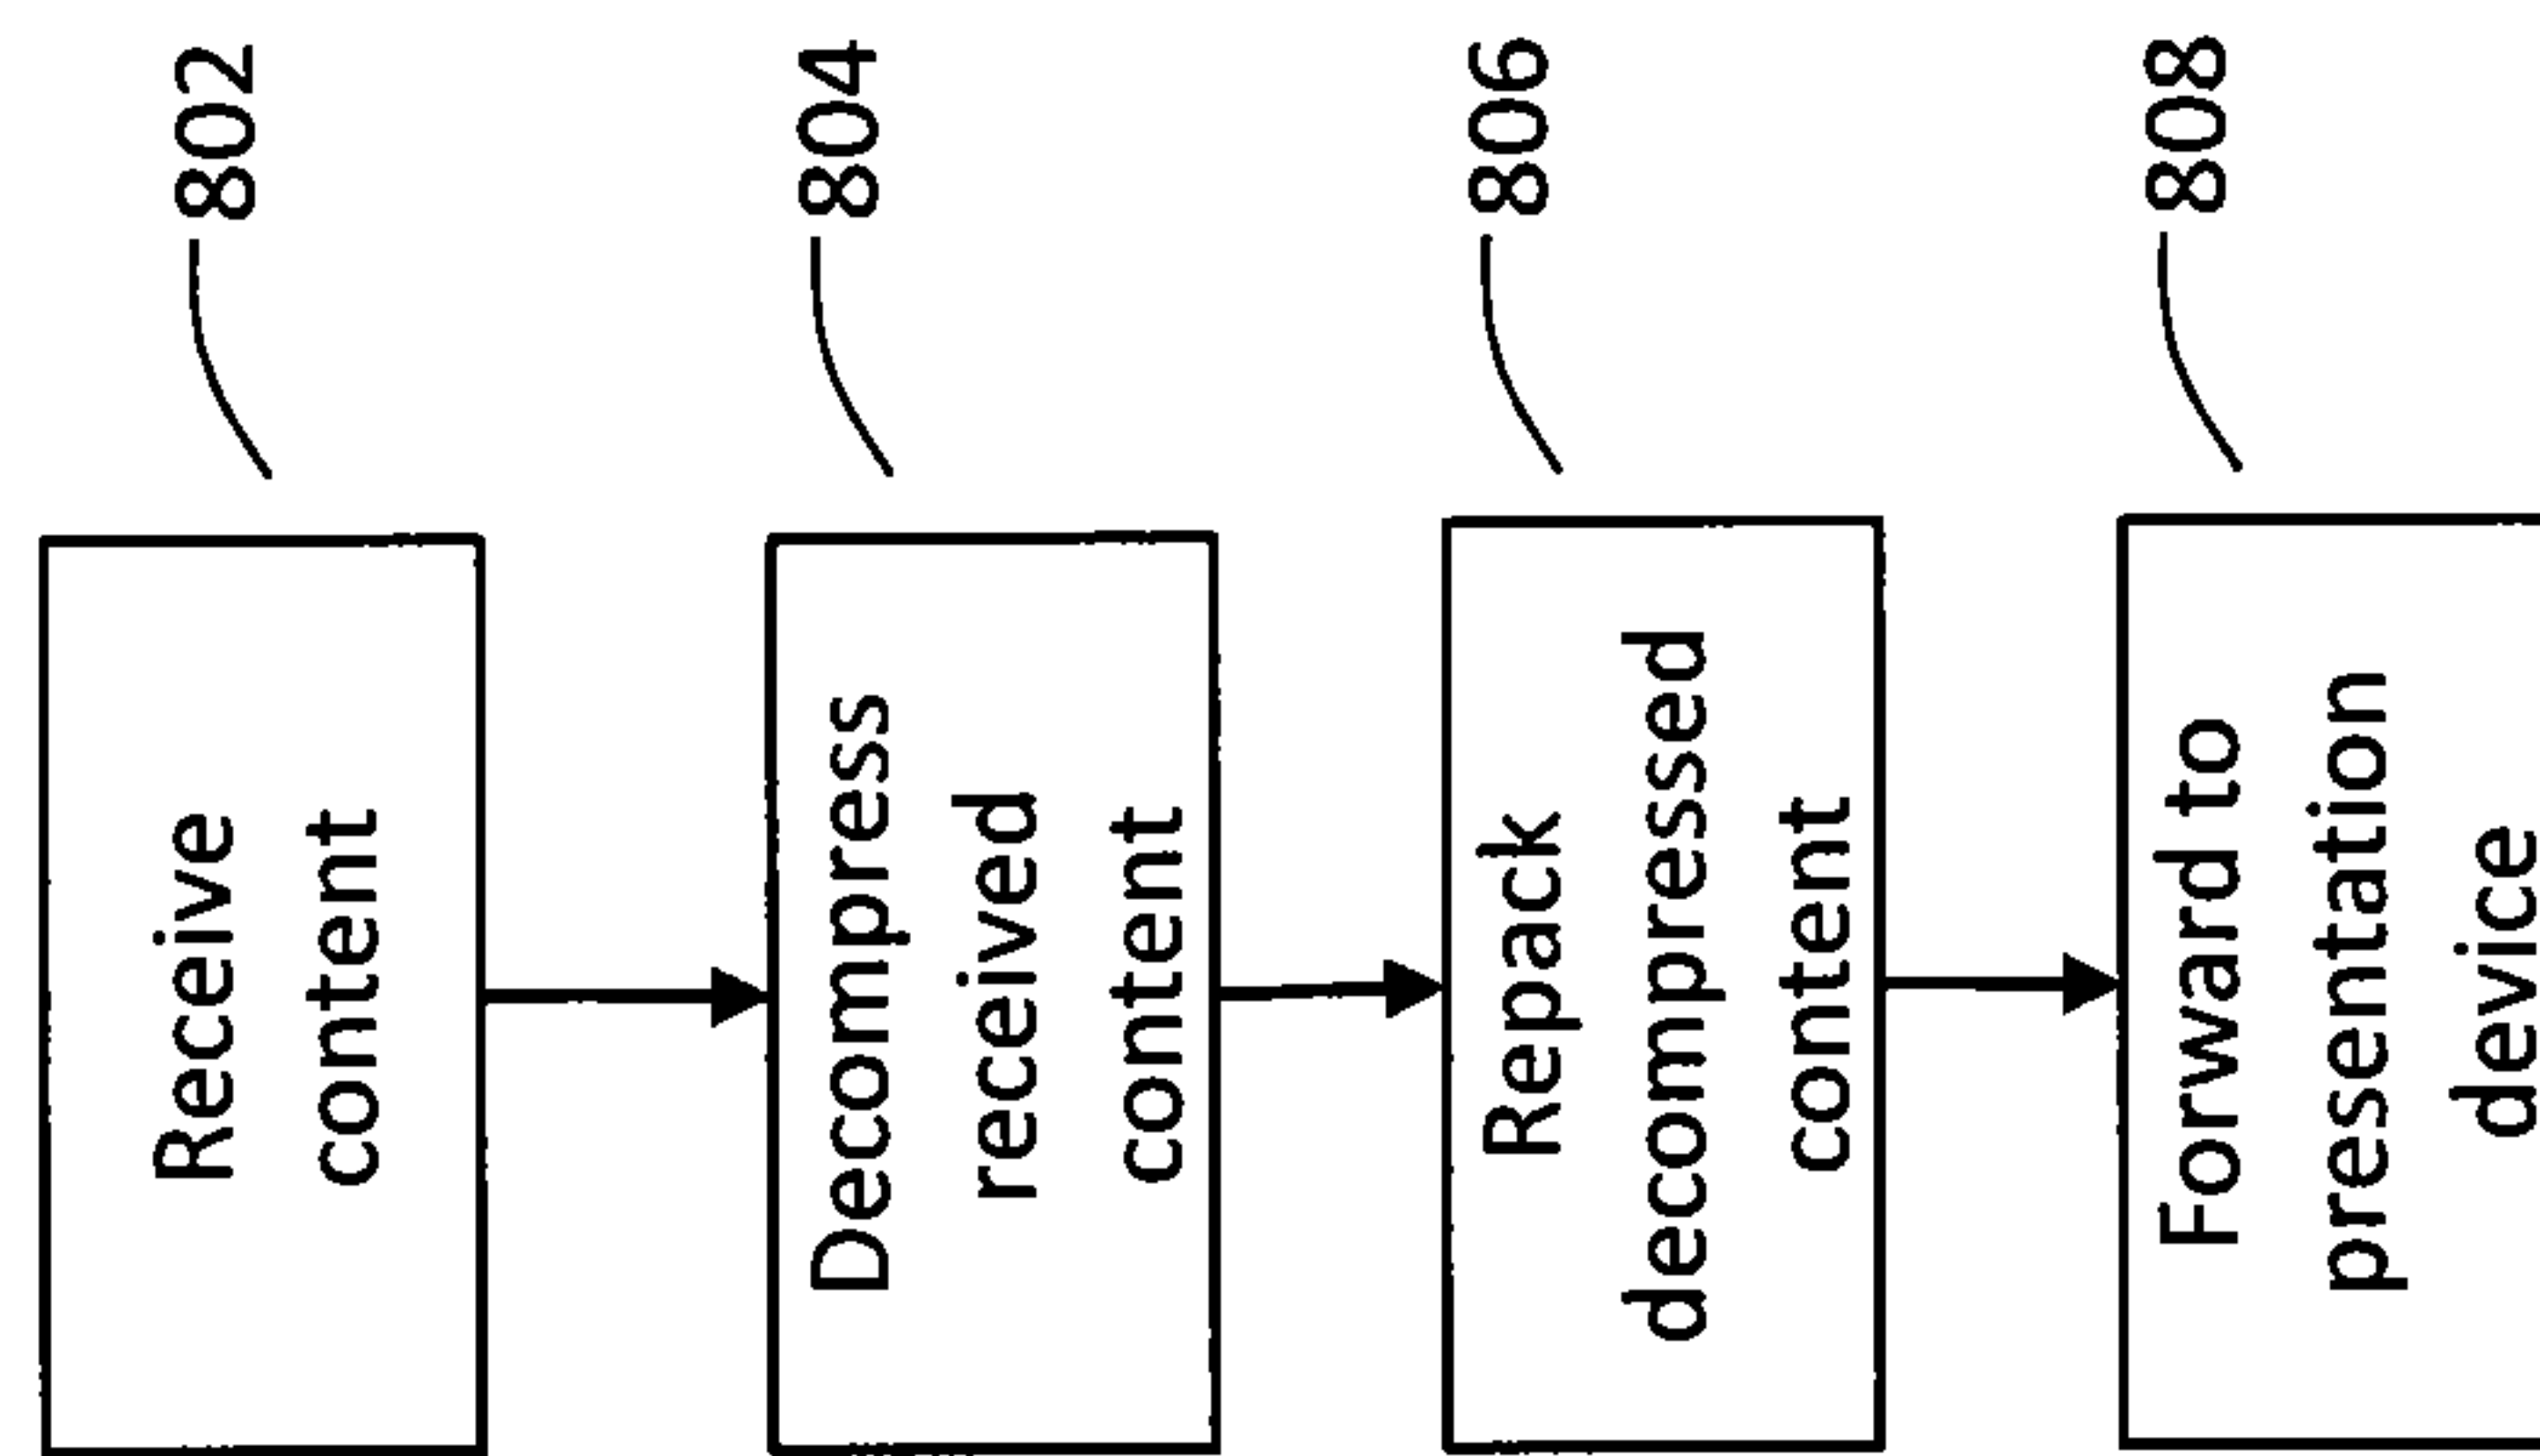 Receive
content
802
Decompress
received
content
804
Repack
decompressed
content
806
Forward to
presentation
device
808